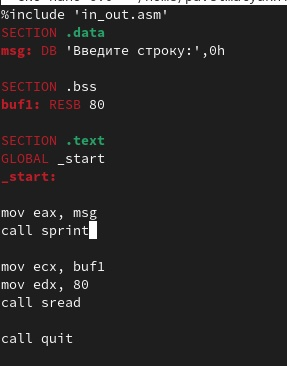 %include 'in_out.asm'
SECTION .data
msg: DB 'Введите строку:',0h
SECTION .bss
buf1: RESB 80
SECTION .text
GLOBAL _start
_start:
mov eax, msg
call sprint
mov ecx, buf1
mov edx, 80
call sread
call quit